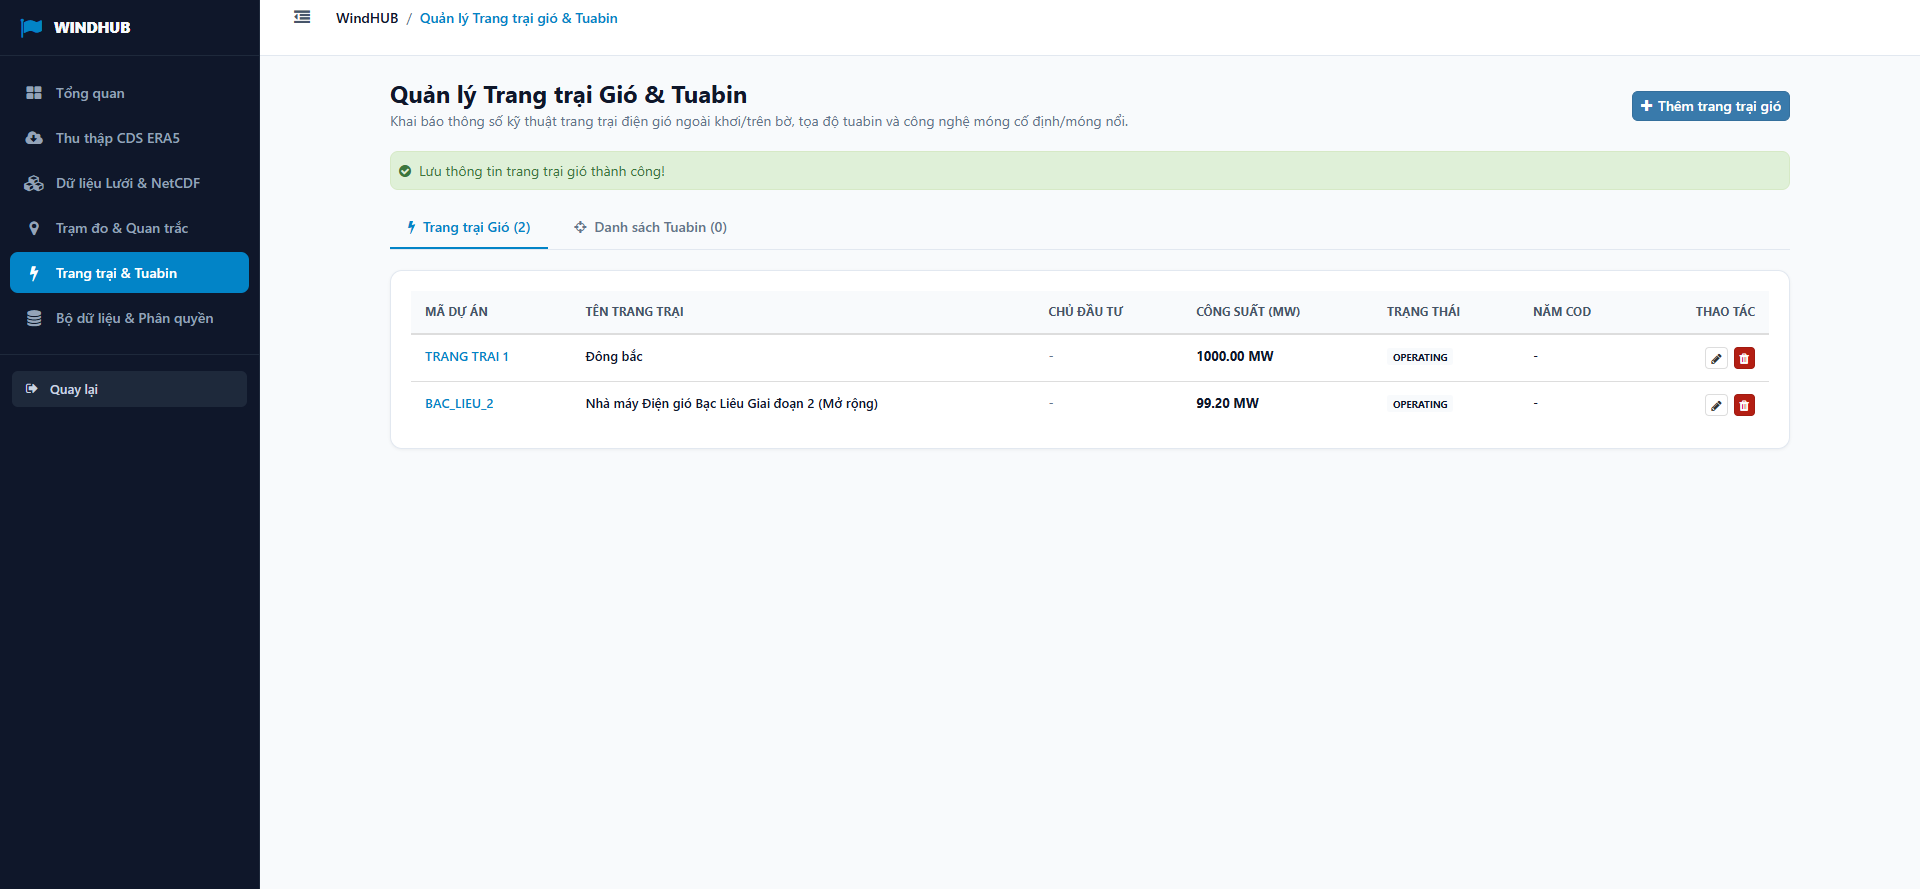 WINDHUB
WindHUB / Quản lý Trang trại gió & Tuabin
Tổng quan
Thu thập CDS ERA5
Dữ liệu Lưới & NetCDF
Trạm đo & Quan trắc
Trang trại & Tuabin
Bộ dữ liệu & Phân quyền
Quay lại
Quản lý Trang trại Gió & Tuabin
Khai báo thông số kỹ thuật trang trại điện gió ngoài khơi/trên bờ, tọa độ tuabin và công nghệ móng cố định/móng nổi.
Thêm trang trại gió
Lưu thông tin trang trại gió thành công!
Trang trại Gió (2) Danh sách Tuabin (0)
MÃ DỰ ÁN TÊN TRANG TRẠI CHỦ ĐẦU TƯ CÔNG SUẤT (MW) TRẠNG THÁI NĂM COD THAO TÁC
TRANG TRAI 1 Đông bắc - 1000.00 MW OPERATING -
BAC_LIEU_2 Nhà máy Điện gió Bạc Liêu Giai đoạn 2 (Mở rộng) - 99.20 MW OPERATING -